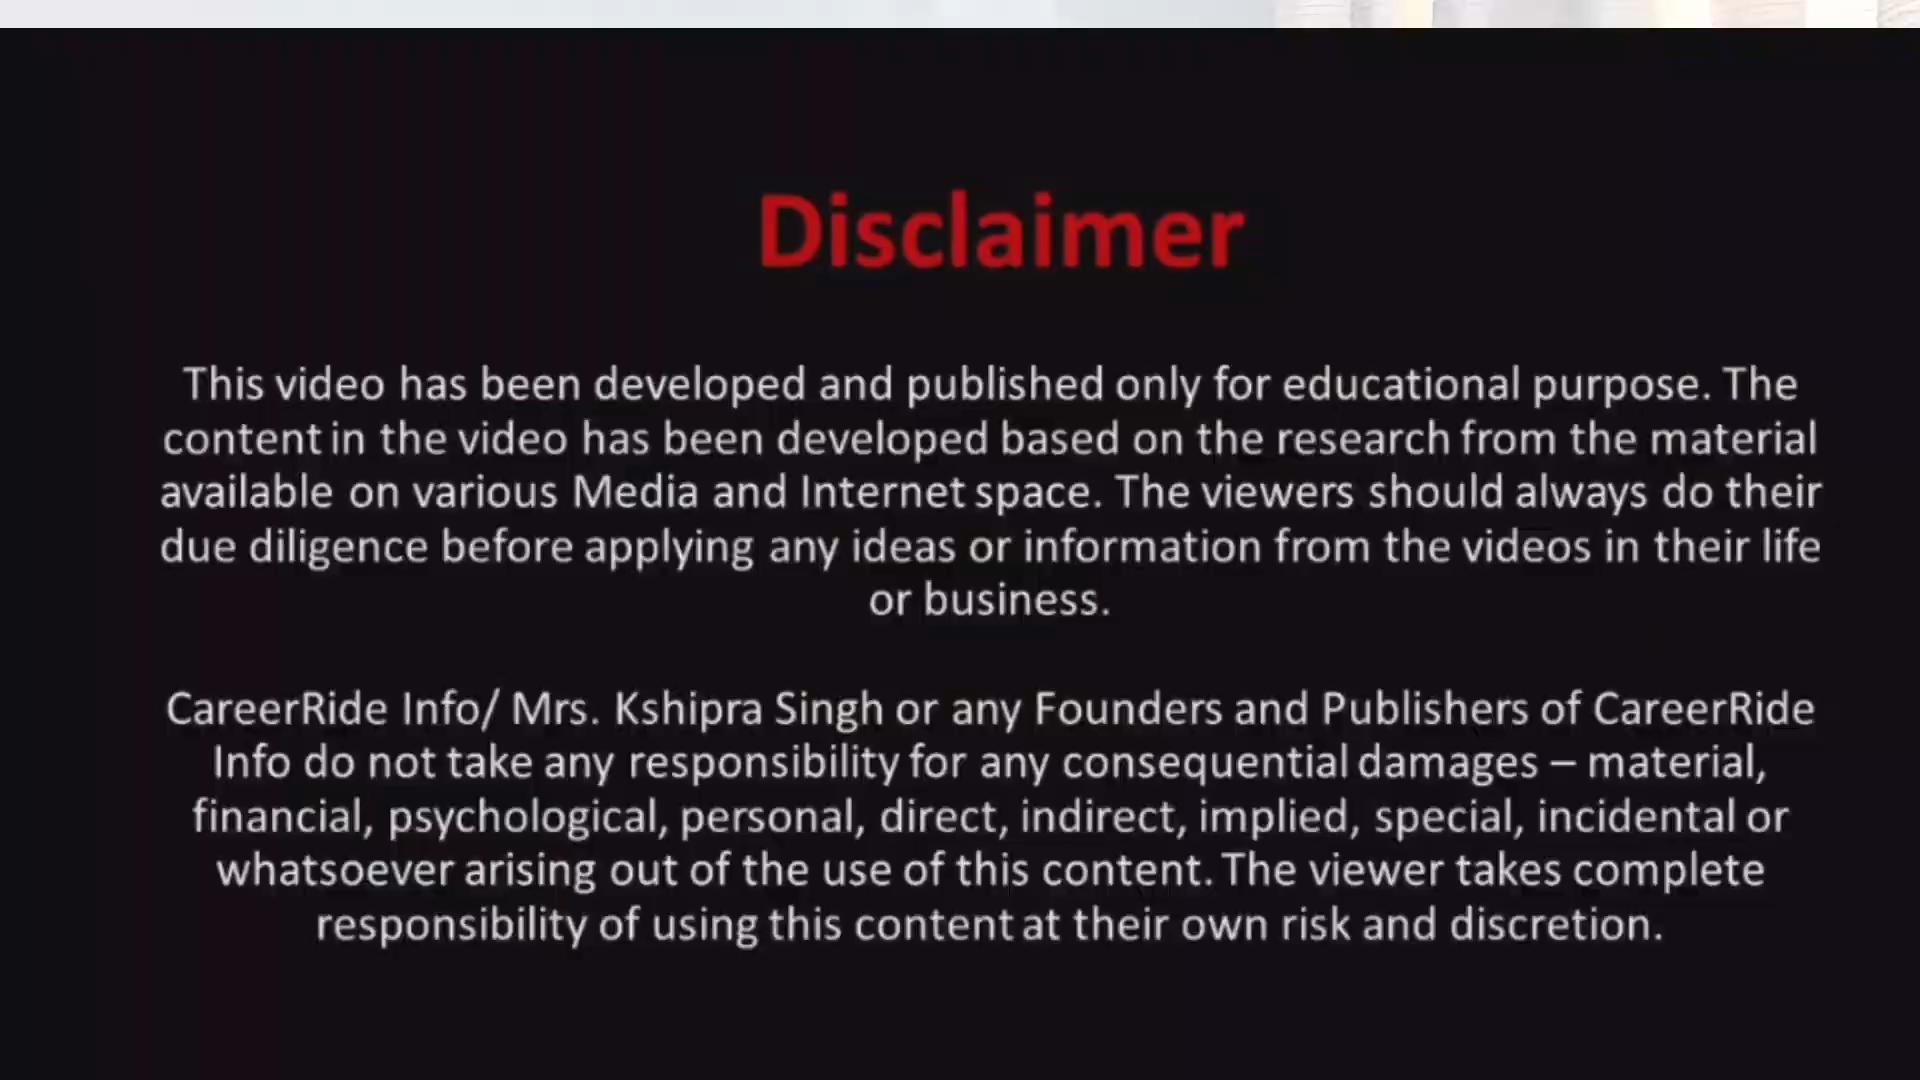 Disclaimer
This video has been developed and published only for educational purpose. The
content in the video has been developed based on the research from the material
available on various Media and Internet space. The viewers should always do their
due diligence before applying any ideas or information from the videos in their life
or business.
CareerRide Info/ Mrs. Kshipra Singh or any Founders and Publishers of CareerRide
Info do not take any responsibility for any consequential damages – material,
financial, psychological, personal, direct, indirect, implied, special, incidental or
whatsoever arising out of the use of this content. The viewer takes complete
responsibility of using this content at their own risk and discretion.